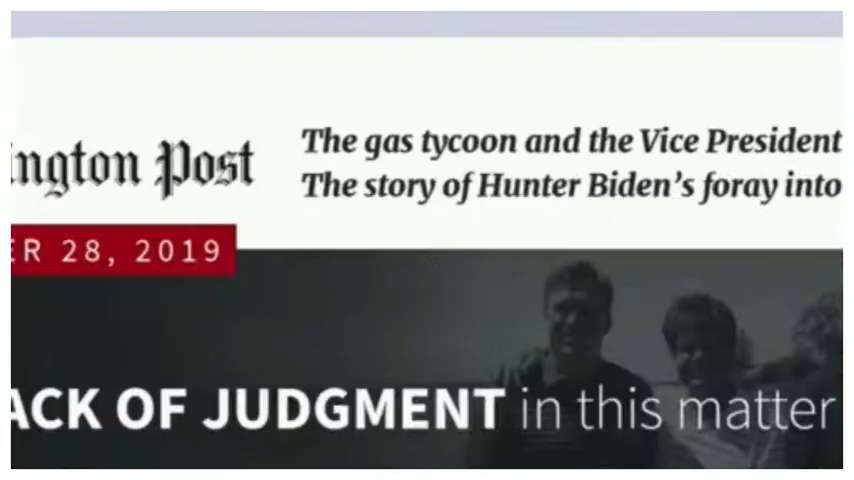 ington Post
The gas tycoon and the Vice President
The story of Hunter Biden’s foray into
ER 28, 2019
ACK OF JUDGMENT in this matter